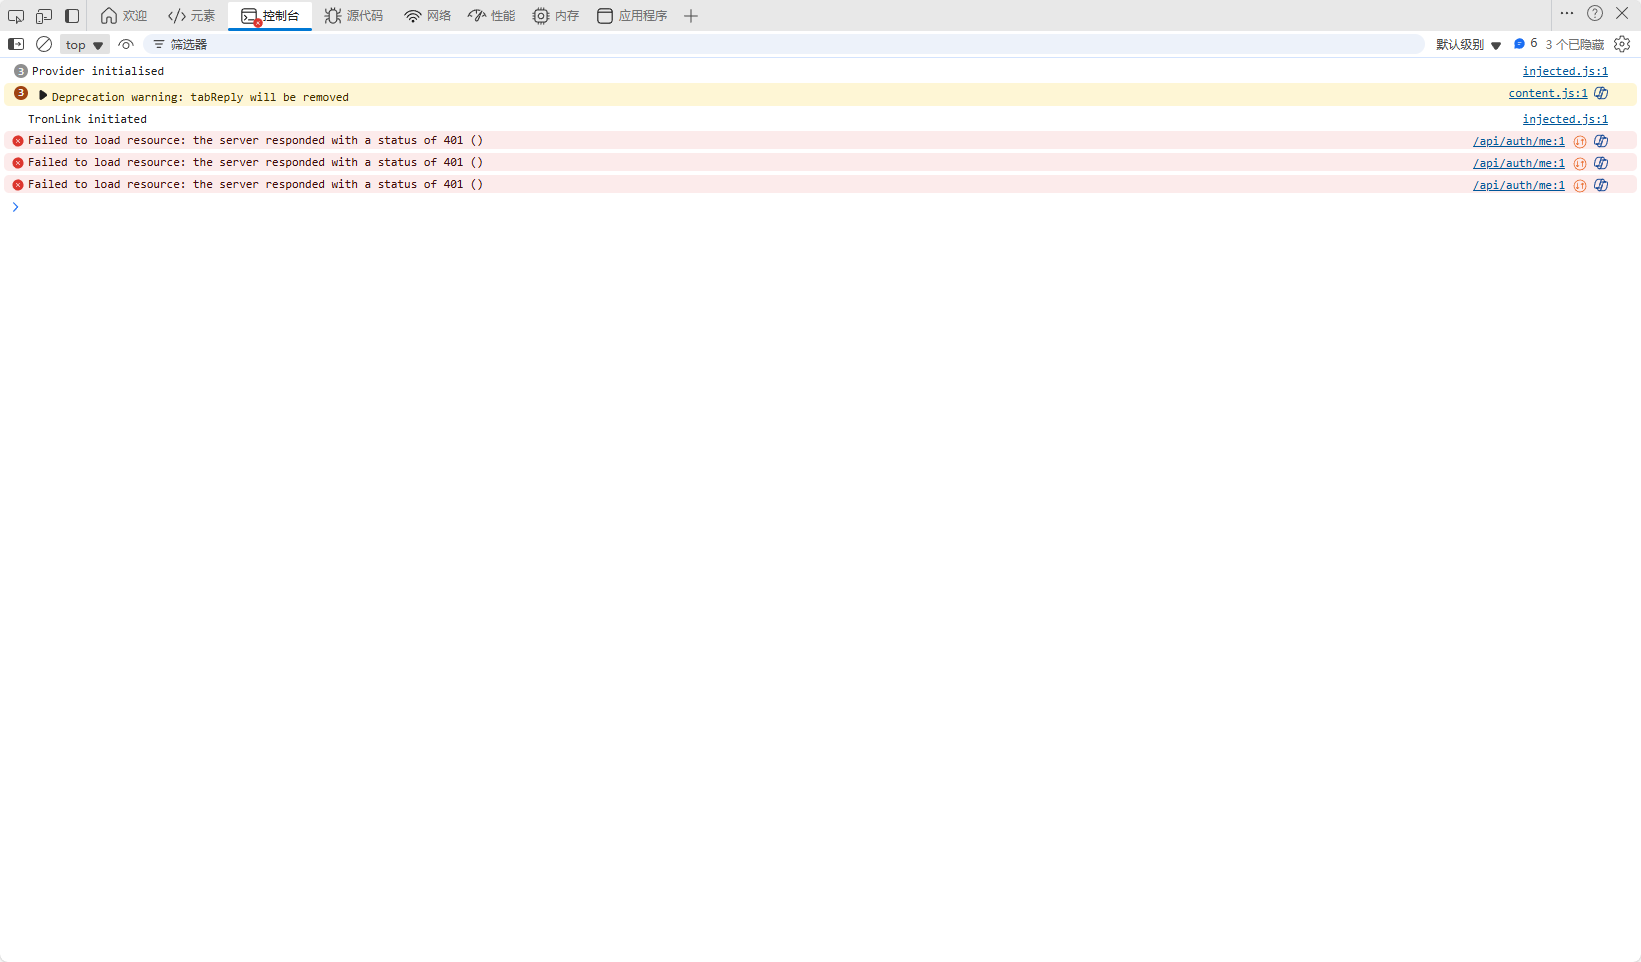 欢迎 元素 控制台 源代码 网络 性能 内存 应用程序
top 筛选器 默认级别 6 3 个已隐藏
3 Provider initialised injected.js:1
3 Deprecation warning: tabReply will be removed content.js:1
TronLink initiated injected.js:1
Failed to load resource: the server responded with a status of 401 () /api/auth/me:1
Failed to load resource: the server responded with a status of 401 () /api/auth/me:1
Failed to load resource: the server responded with a status of 401 () /api/auth/me:1